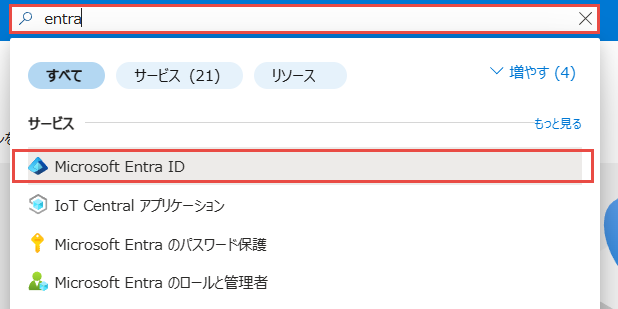 entra
すべて サービス (21) リソース 増やす (4)
サービス もっと見る
Microsoft Entra ID
IoT Central アプリケーション
Microsoft Entra のパスワード保護
Microsoft Entra のロールと管理者